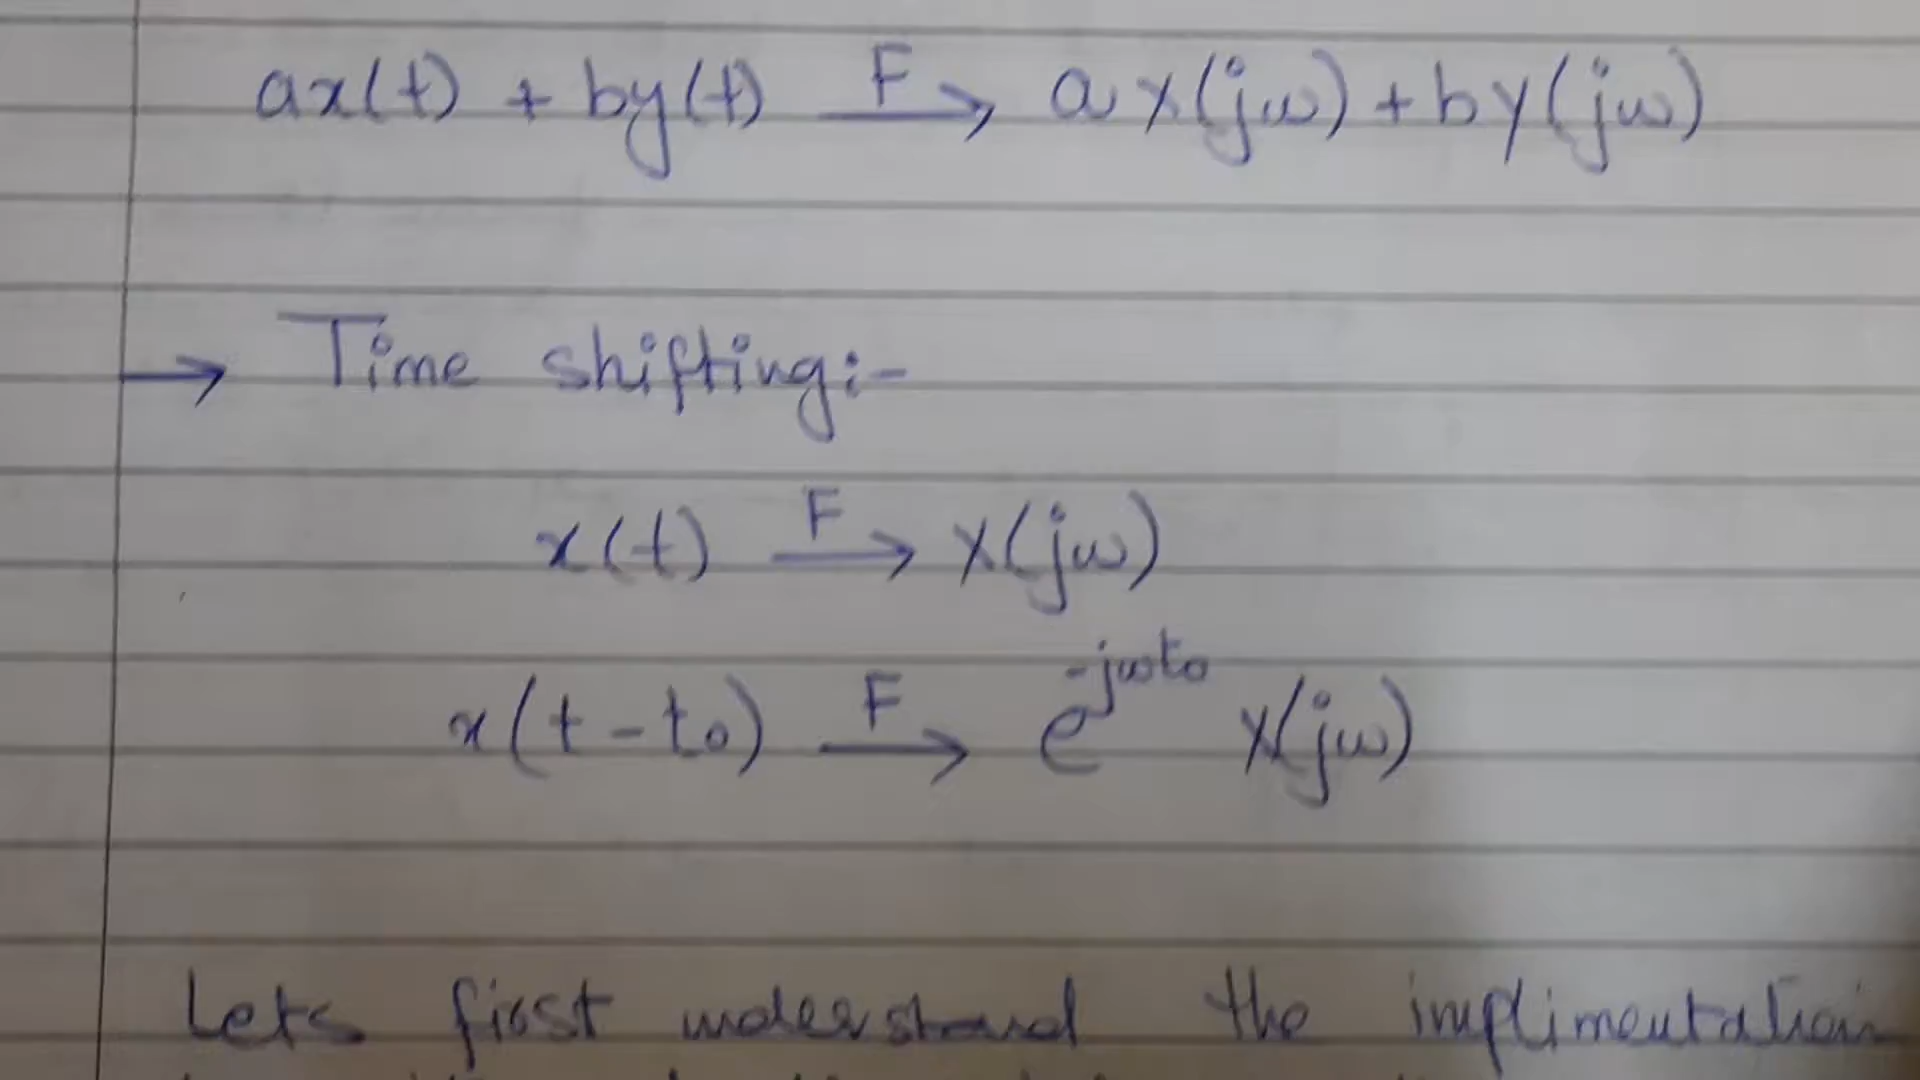 ax(t) + by(t) F→ aX(jω) + bY(jω)
→ Time shifting:-
x(t) F→ X(jω)
x(t-t₀) F→ e^-jωt₀ X(jω)
Lets first understand the implimentation